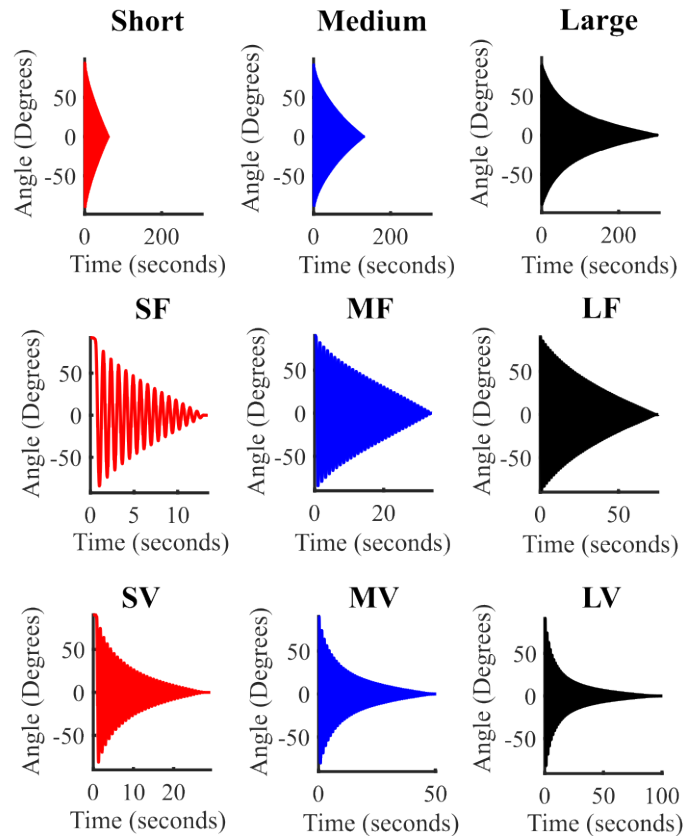 Short Medium Large
Angle (Degrees) 50 0 -50 Angle (Degrees) 50 0 -50 Angle (Degrees) 50 0 -50
0 200 0 200 0 200
Time (seconds) Time (seconds) Time (seconds)
SF MF LF
Angle (Degrees) 50 0 -50 Angle (Degrees) 50 0 -50 Angle (Degrees) 50 0 -50
0 5 10 0 20 0 50
Time (seconds) Time (seconds) Time (seconds)
SV MV LV
Angle (Degrees) 50 0 -50 Angle (Degrees) 50 0 -50 Angle (Degrees) 50 0 -50
0 10 20 0 50 0 50 100
Time (seconds) Time (seconds) Time (seconds)